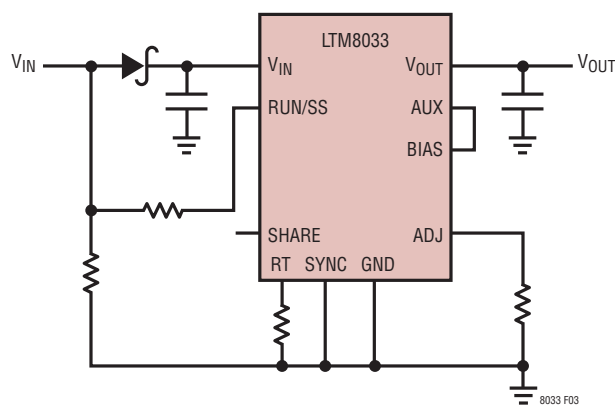 LTM8033
VIN
VIN
VOUT
VOUT
RUN/SS
AUX
BIAS
SHARE
ADJ
RT
SYNC
GND
8033 F03